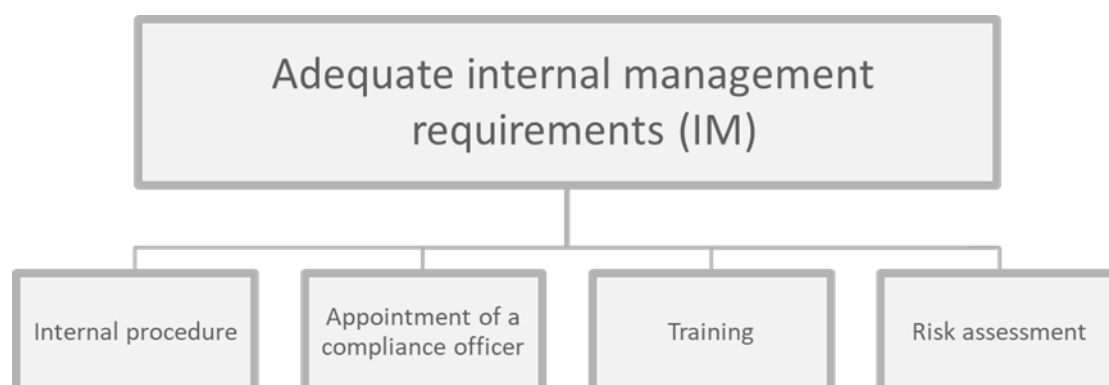 Adequate internal management
requirements (IM)
Internal procedure
Appointment of a
compliance officer
Training
Risk assessment